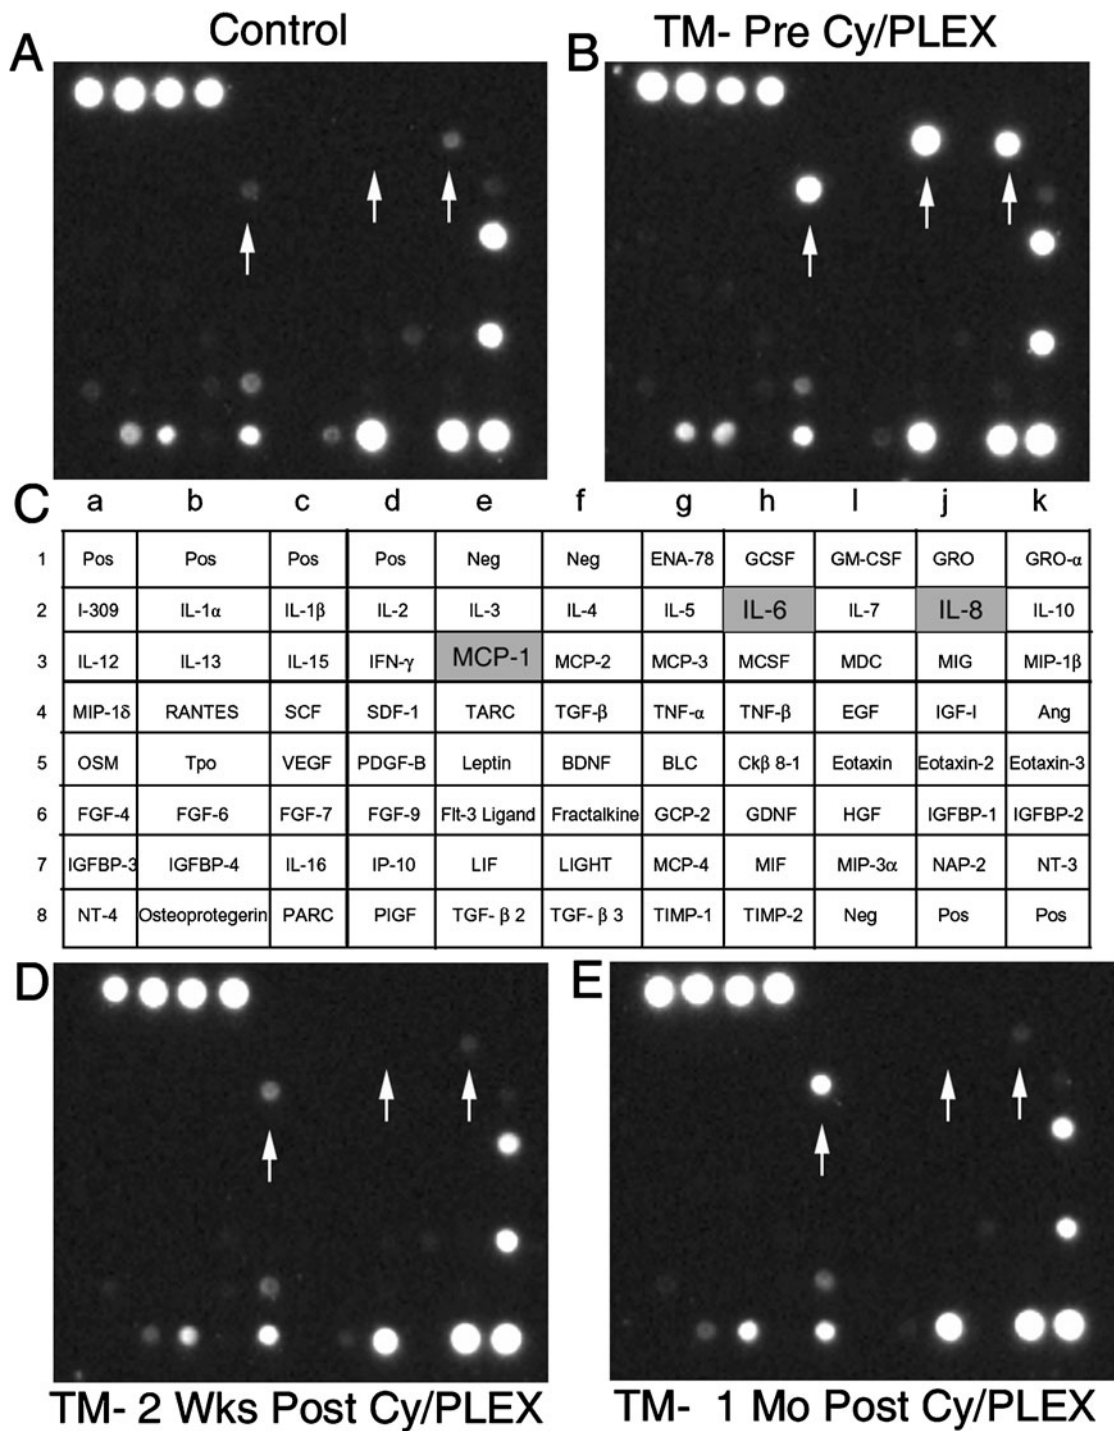 A Control
B TM- Pre Cy/PLEX
C a b c d e f g h l j k
1 Pos Pos Pos Pos Neg Neg ENA-78 GCSF GM-CSF GRO GRO-α
2 I-309 IL-1α IL-1β IL-2 IL-3 IL-4 IL-5 IL-6 IL-7 IL-8 IL-10
3 IL-12 IL-13 IL-15 IFN-γ MCP-1 MCP-2 MCP-3 MCSF MDC MIG MIP-1β
4 MIP-1δ RANTES SCF SDF-1 TARC TGF-β TNF-α TNF-β EGF IGF-I Ang
5 OSM Tpo VEGF PDGF-B Leptin BDNF BLC Ckβ 8-1 Eotaxin Eotaxin-2 Eotaxin-3
6 FGF-4 FGF-6 FGF-7 FGF-9 Flt-3 Ligand Fractalkine GCP-2 GDNF HGF IGFBP-1 IGFBP-2
7 IGFBP-3 IGFBP-4 IL-16 IP-10 LIF LIGHT MCP-4 MIF MIP-3α NAP-2 NT-3
8 NT-4 Osteoprotegerin PARC PIGF TGF- β 2 TGF- β 3 TIMP-1 TIMP-2 Neg Pos Pos
D
TM- 2 Wks Post Cy/PLEX
E
TM- 1 Mo Post Cy/PLEX